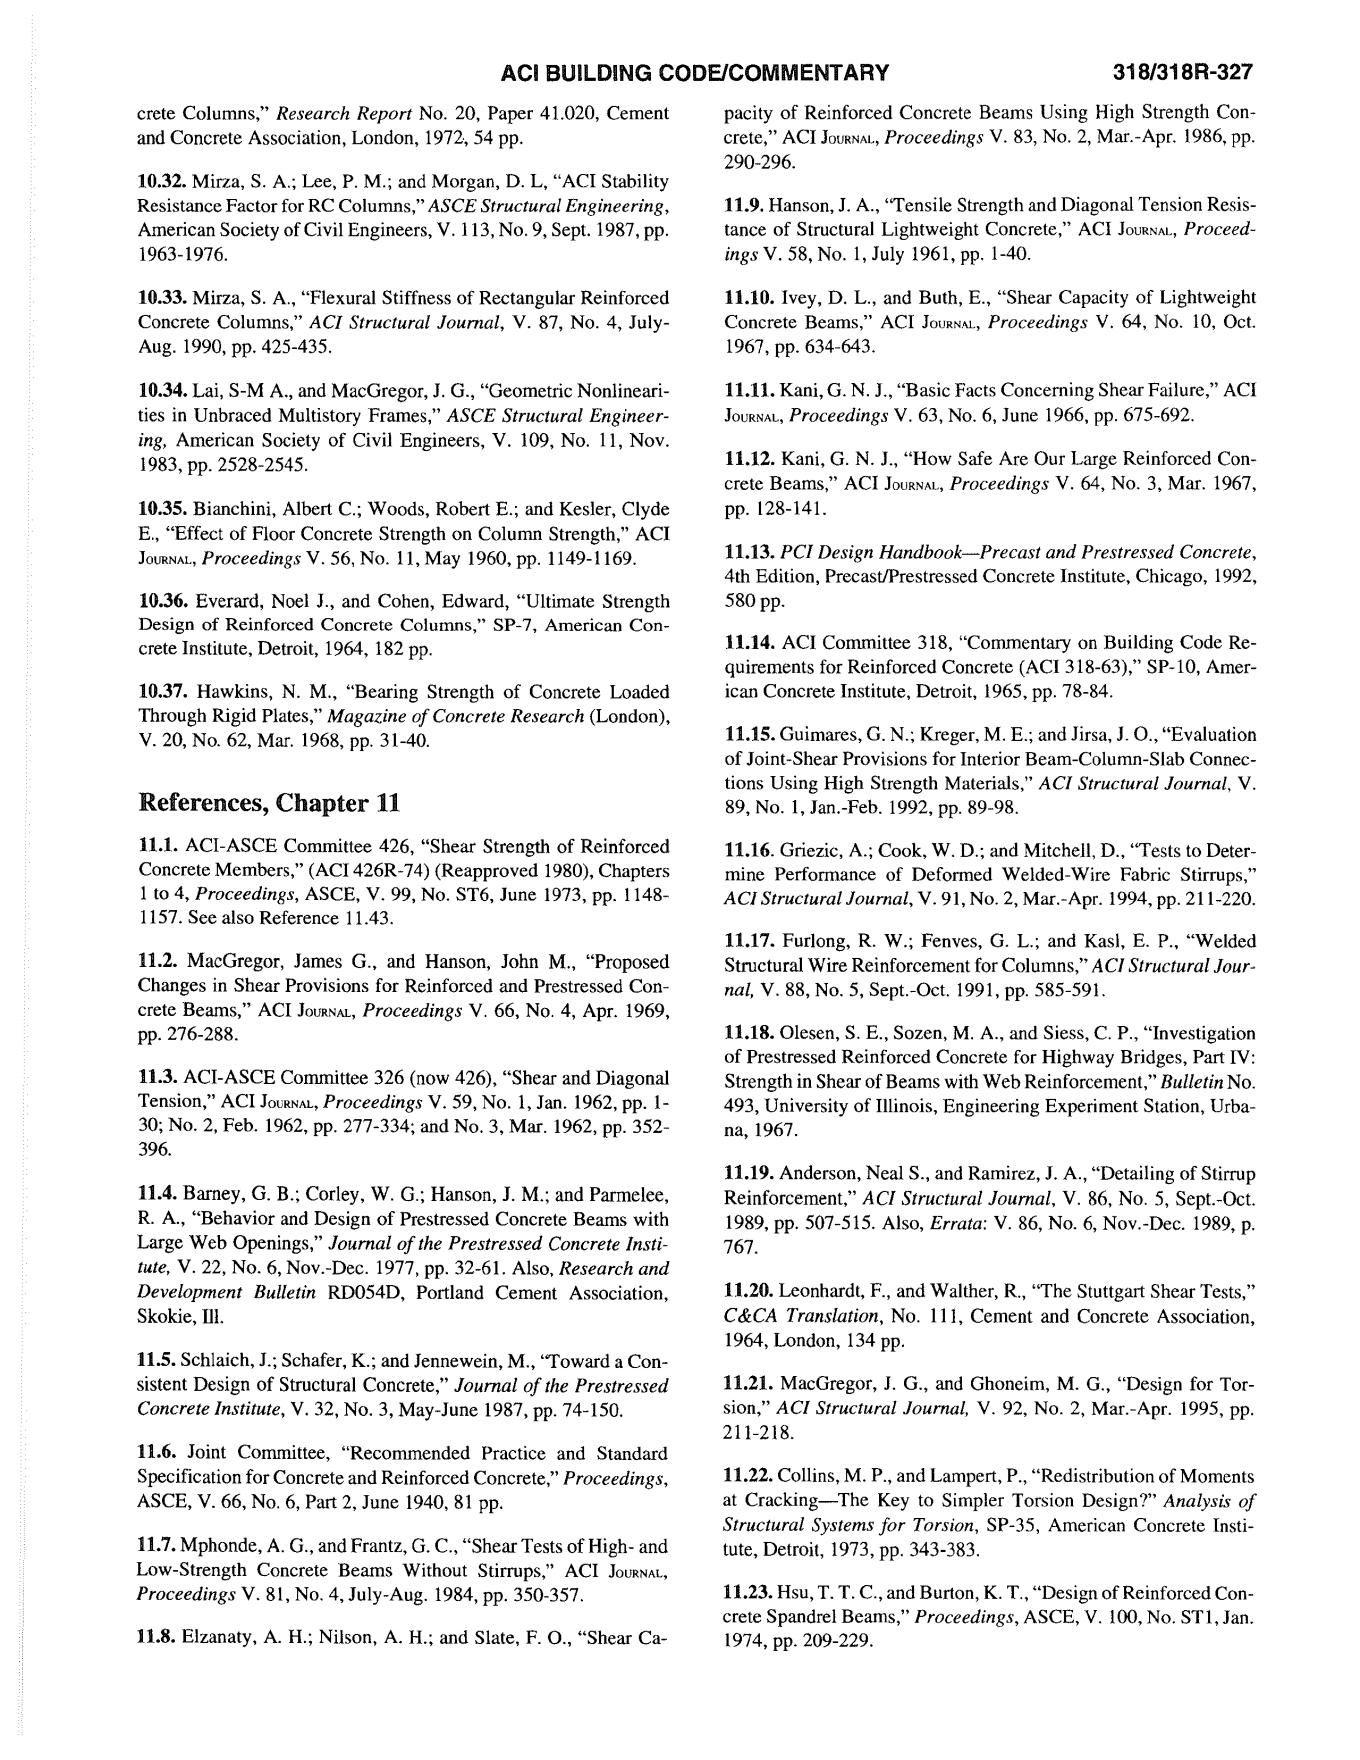 ACI BUILDING CODE/COMMENTARY 318/318R-327
crete Columns,” Research Report No. 20, Paper 41.020, Cement
and Concrete Association, London, 1972, 54 pp.
10.32. Mirza, S. A.; Lee, P. M.; and Morgan, D. L, “ACI Stability
Resistance Factor for RC Columns,” ASCE Structural Engineering,
American Society of Civil Engineers, V. 113, No. 9, Sept. 1987, pp.
1963-1976.
10.33. Mirza, S. A., “Flexural Stiffness of Rectangular Reinforced
Concrete Columns,” ACI Structural Journal, V. 87, No. 4, July-
Aug. 1990, pp. 425-435.
10.34. Lai, S-M A., and MacGregor, J. G., “Geometric Nonlineari-
ties in Unbraced Multistory Frames,” ASCE Structural Engineer-
ing, American Society of Civil Engineers, V. 109, No. 11, Nov.
1983, pp. 2528-2545.
10.35. Bianchini, Albert C.; Woods, Robert E.; and Kesler, Clyde
E., “Effect of Floor Concrete Strength on Column Strength,” ACI
JOURNAL, Proceedings V. 56, No. 11, May 1960, pp. 1149-1169.
10.36. Everard, Noel J., and Cohen, Edward, “Ultimate Strength
Design of Reinforced Concrete Columns,” SP-7, American Con-
crete Institute, Detroit, 1964, 182 pp.
10.37. Hawkins, N. M., “Bearing Strength of Concrete Loaded
Through Rigid Plates,” Magazine of Concrete Research (London),
V. 20, No. 62, Mar. 1968, pp. 31-40.
References, Chapter 11
11.1. ACI-ASCE Committee 426, “Shear Strength of Reinforced
Concrete Members,” (ACI 426R-74) (Reapproved 1980), Chapters
1 to 4, Proceedings, ASCE, V. 99, No. ST6, June 1973, pp. 1148-
1157. See also Reference 11.43.
11.2. MacGregor, James G., and Hanson, John M., “Proposed
Changes in Shear Provisions for Reinforced and Prestressed Con-
crete Beams,” ACI JOURNAL, Proceedings V. 66, No. 4, Apr. 1969,
pp. 276-288.
11.3. ACI-ASCE Committee 326 (now 426), “Shear and Diagonal
Tension,” ACI JOURNAL, Proceedings V. 59, No. 1, Jan. 1962, pp. 1-
30; No. 2, Feb. 1962, pp. 277-334; and No. 3, Mar. 1962, pp. 352-
396.
11.4. Barney, G. B.; Corley, W. G.; Hanson, J. M.; and Parmelee,
R. A., “Behavior and Design of Prestressed Concrete Beams with
Large Web Openings,” Journal of the Prestressed Concrete Insti-
tute, V. 22, No. 6, Nov.-Dec. 1977, pp. 32-61. Also, Research and
Development Bulletin RD054D, Portland Cement Association,
Skokie, Ill.
11.5. Schlaich, J.; Schafer, K.; and Jennewein, M., “Toward a Con-
sistent Design of Structural Concrete,” Journal of the Prestressed
Concrete Institute, V. 32, No. 3, May-June 1987, pp. 74-150.
11.6. Joint Committee, “Recommended Practice and Standard
Specification for Concrete and Reinforced Concrete,” Proceedings,
ASCE, V. 66, No. 6, Part 2, June 1940, 81 pp.
11.7. Mphonde, A. G., and Frantz, G. C., “Shear Tests of High- and
Low-Strength Concrete Beams Without Stirrups,” ACI JOURNAL,
Proceedings V. 81, No. 4, July-Aug. 1984, pp. 350-357.
11.8. Elzanaty, A. H.; Nilson, A. H.; and Slate, F. O., “Shear Ca-
pacity of Reinforced Concrete Beams Using High Strength Con-
crete,” ACI JOURNAL, Proceedings V. 83, No. 2, Mar.-Apr. 1986, pp.
290-296.
11.9. Hanson, J. A., “Tensile Strength and Diagonal Tension Resis-
tance of Structural Lightweight Concrete,” ACI JOURNAL, Proceed-
ings V. 58, No. 1, July 1961, pp. 1-40.
11.10. Ivey, D. L., and Buth, E., “Shear Capacity of Lightweight
Concrete Beams,” ACI JOURNAL, Proceedings V. 64, No. 10, Oct.
1967, pp. 634-643.
11.11. Kani, G. N. J., “Basic Facts Concerning Shear Failure,” ACI
JOURNAL, Proceedings V. 63, No. 6, June 1966, pp. 675-692.
11.12. Kani, G. N. J., “How Safe Are Our Large Reinforced Con-
crete Beams,” ACI JOURNAL, Proceedings V. 64, No. 3, Mar. 1967,
pp. 128-141.
11.13. PCI Design Handbook—Precast and Prestressed Concrete,
4th Edition, Precast/Prestressed Concrete Institute, Chicago, 1992,
580 pp.
11.14. ACI Committee 318, “Commentary on Building Code Re-
quirements for Reinforced Concrete (ACI 318-63),” SP-10, Amer-
ican Concrete Institute, Detroit, 1965, pp. 78-84.
11.15. Guimares, G. N.; Kreger, M. E.; and Jirsa, J. O., “Evaluation
of Joint-Shear Provisions for Interior Beam-Column-Slab Connec-
tions Using High Strength Materials,” ACI Structural Journal, V.
89, No. 1, Jan.-Feb. 1992, pp. 89-98.
11.16. Griezic, A.; Cook, W. D.; and Mitchell, D., “Tests to Deter-
mine Performance of Deformed Welded-Wire Fabric Stirrups,”
ACI Structural Journal, V. 91, No. 2, Mar.-Apr. 1994, pp. 211-220.
11.17. Furlong, R. W.; Fenves, G. L.; and Kasl, E. P., “Welded
Structural Wire Reinforcement for Columns,” ACI Structural Jour-
nal, V. 88, No. 5, Sept.-Oct. 1991, pp. 585-591.
11.18. Olesen, S. E., Sozen, M. A., and Siess, C. P., “Investigation
of Prestressed Reinforced Concrete for Highway Bridges, Part IV:
Strength in Shear of Beams with Web Reinforcement,” Bulletin No.
493, University of Illinois, Engineering Experiment Station, Urba-
na, 1967.
11.19. Anderson, Neal S., and Ramirez, J. A., “Detailing of Stirrup
Reinforcement,” ACI Structural Journal, V. 86, No. 5, Sept.-Oct.
1989, pp. 507-515. Also, Errata: V. 86, No. 6, Nov.-Dec. 1989, p.
767.
11.20. Leonhardt, F., and Walther, R., “The Stuttgart Shear Tests,”
C&CA Translation, No. 111, Cement and Concrete Association,
1964, London, 134 pp.
11.21. MacGregor, J. G., and Ghoneim, M. G., “Design for Tor-
sion,” ACI Structural Journal, V. 92, No. 2, Mar.-Apr. 1995, pp.
211-218.
11.22. Collins, M. P., and Lampert, P., “Redistribution of Moments
at Cracking—The Key to Simpler Torsion Design?” Analysis of
Structural Systems for Torsion, SP-35, American Concrete Insti-
tute, Detroit, 1973, pp. 343-383.
11.23. Hsu, T. T. C., and Burton, K. T., “Design of Reinforced Con-
crete Spandrel Beams,” Proceedings, ASCE, V. 100, No. ST1, Jan.
1974, pp. 209-229.